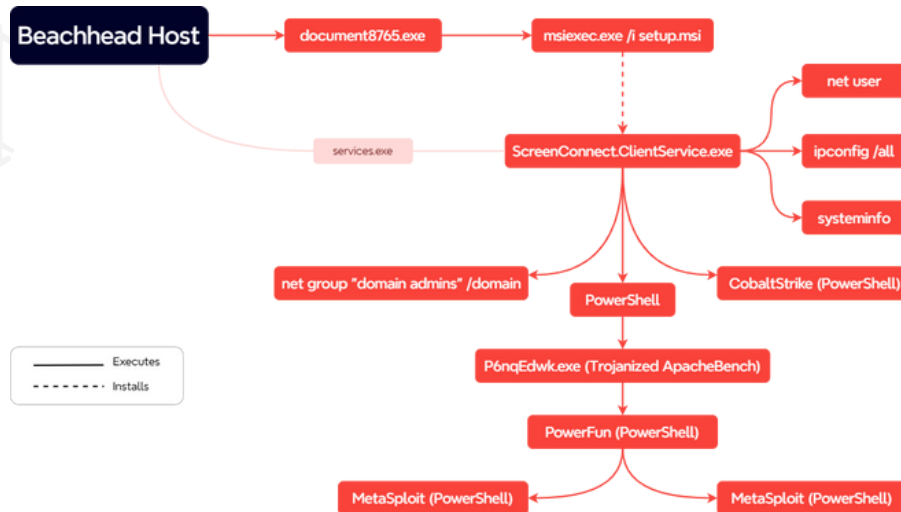 Beachhead Host
document8765.exe
msiexec.exe /i setup.msi
net user
services.exe
ScreenConnect.ClientService.exe
ipconfig /all
systeminfo
net group "domain admins" /domain
CobaltStrike (PowerShell)
PowerShell
Executes
Installs
P6nqEdwk.exe (Trojanized ApacheBench)
PowerFun (PowerShell)
MetaSploit (PowerShell)
MetaSploit (PowerShell)